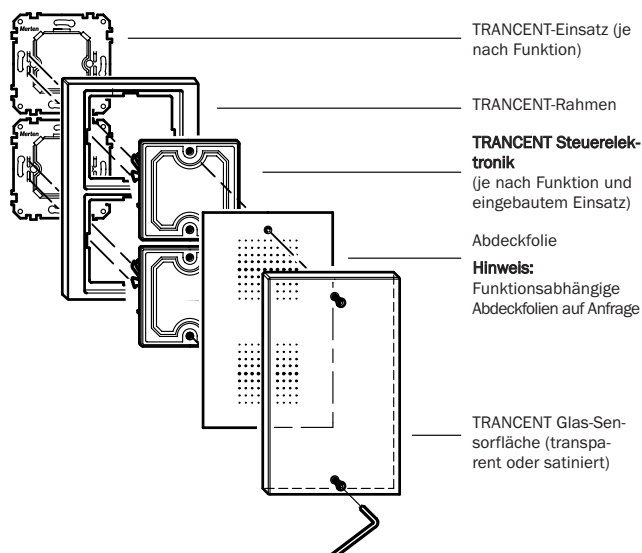 Merten
Merten
TRANCENT-Einsatz (je
nach Funktion)
TRANCENT-Rahmen
TRANCENT Steuerelek-
tronik
(je nach Funktion und
eingebautem Einsatz)
Abdeckfolie
Hinweis:
Funktionsabhängige
Abdeckfolien auf Anfrage
TRANCENT Glas-Sen-
sorfläche (transpa-
rent oder satiniert)